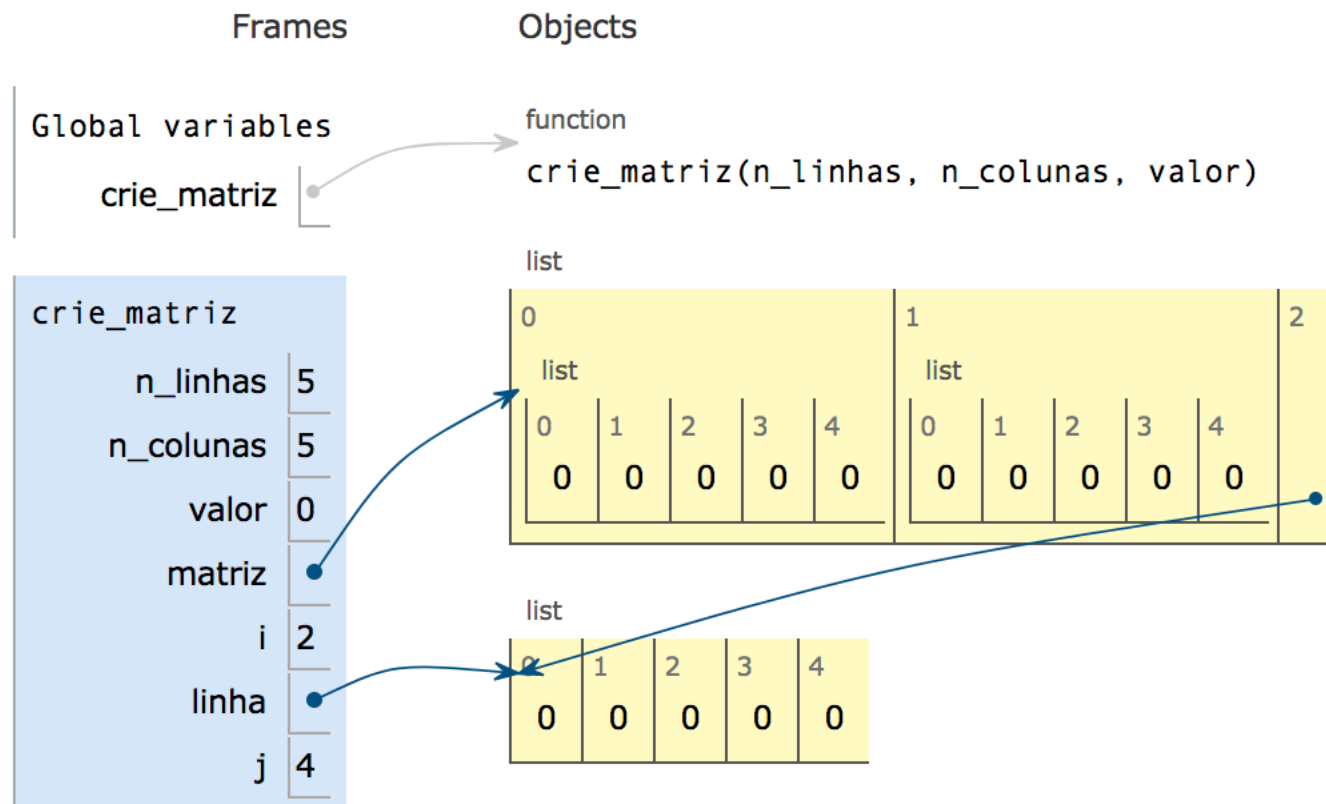 Frames Objects
Global variables
crie_matriz
function
crie_matriz(n_linhas, n_colunas, valor)
crie_matriz
n_linhas 5
n_colunas 5
valor 0
matriz
i 2
linha
j 4
list
0 1 2
list list
0 1 2 3 4 0 1 2 3 4
0 0 0 0 0 0 0 0 0 0
list
0 1 2 3 4
0 0 0 0 0